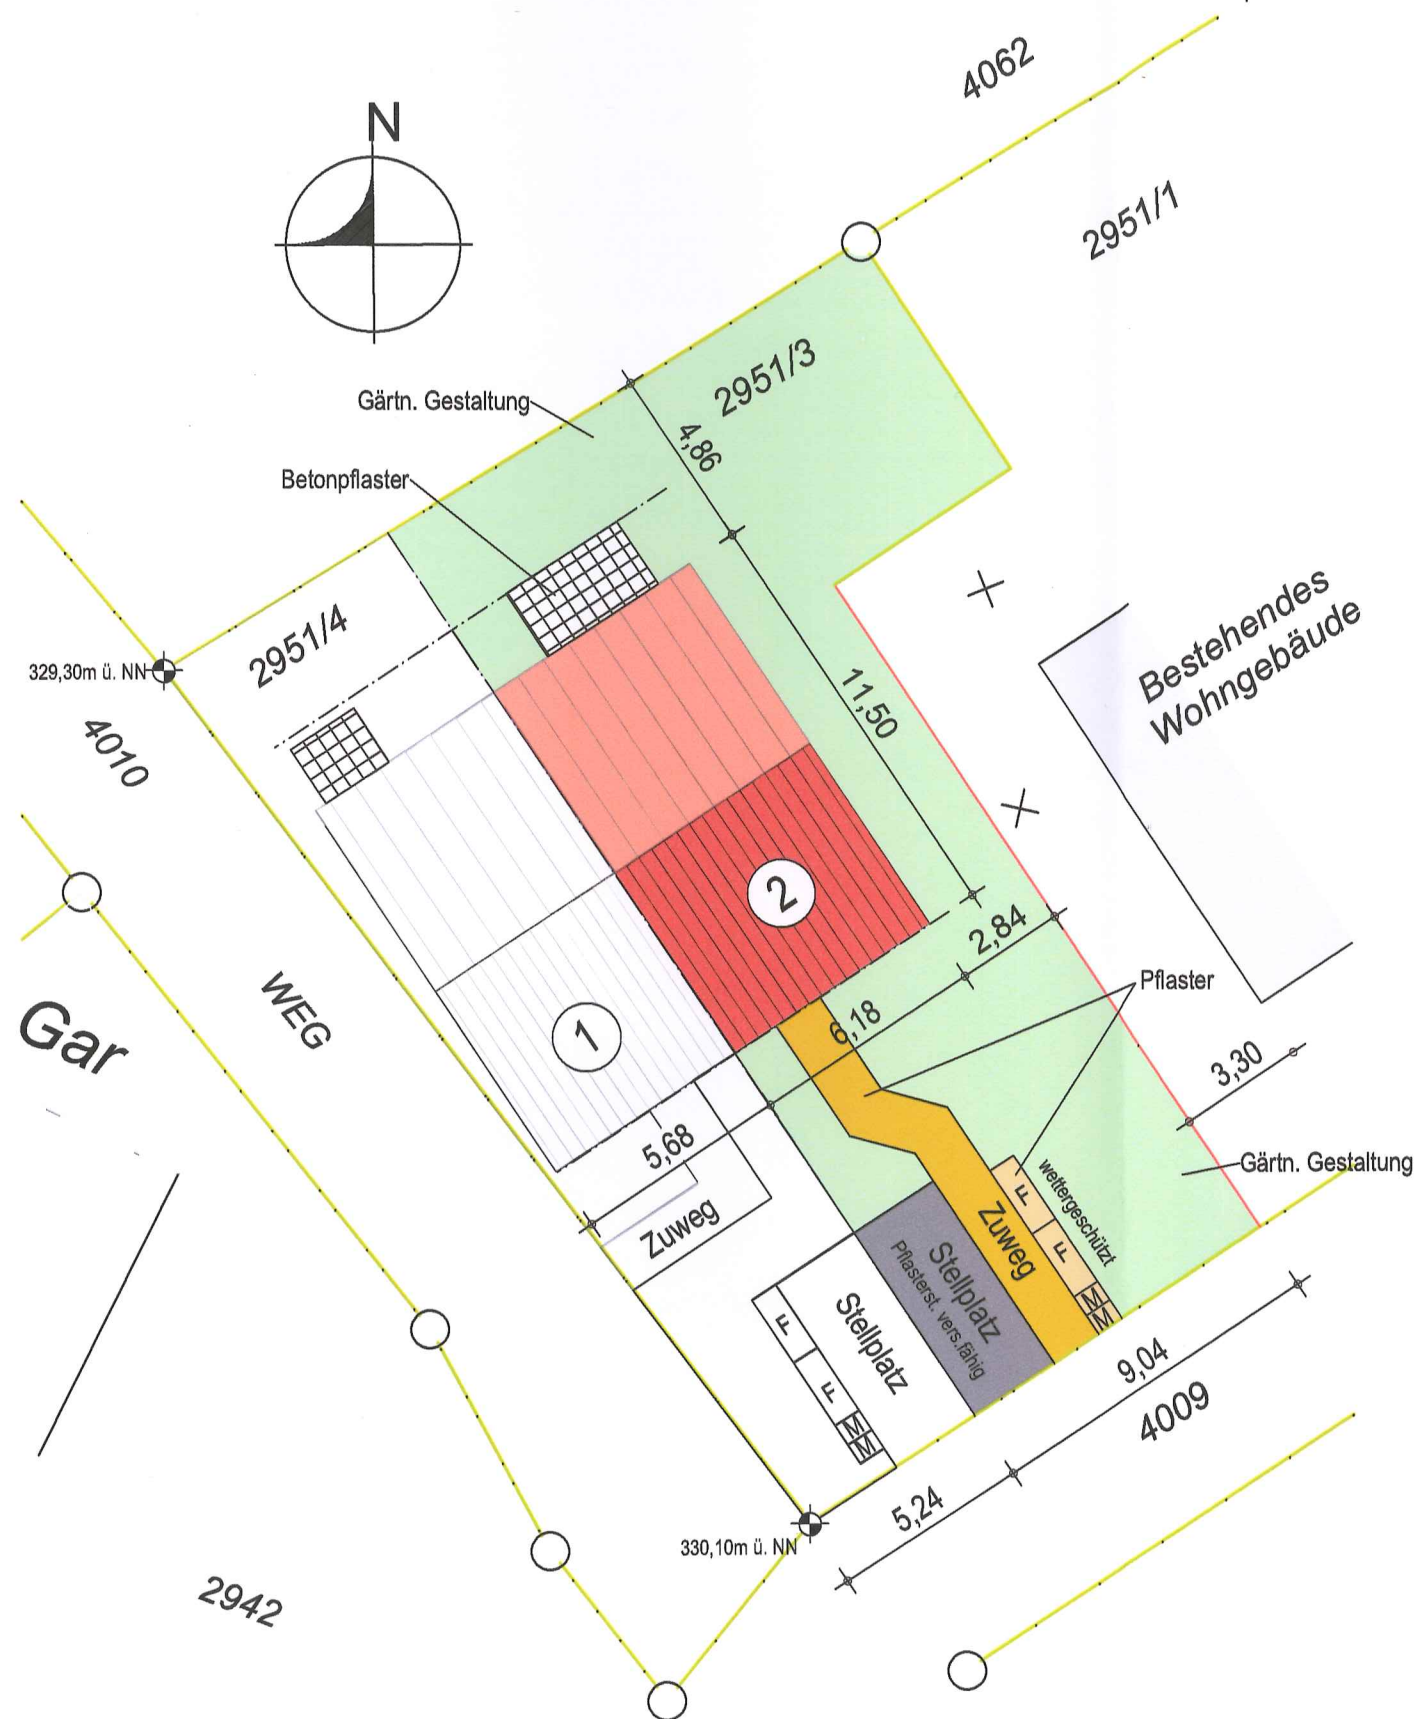 N
4062
2951/1
2951/3
Gärtn. Gestaltung
4,86
Betonpflaster
2951/4
329,30m ü. NN
4010
11,50
Bestehendes
Wohngebäude
2
2,84
Pflaster
6,18
WEG
Gar
1
3,30
5,68
Gärtn. Gestaltung
wettergeschützt
F
F
M
M
Zuweg
Zuweg
Stellplatz
Pflasterst. vers.fähig
Stellplatz
F
F
M
M
9,04
4009
5,24
330,10m ü. NN
2942